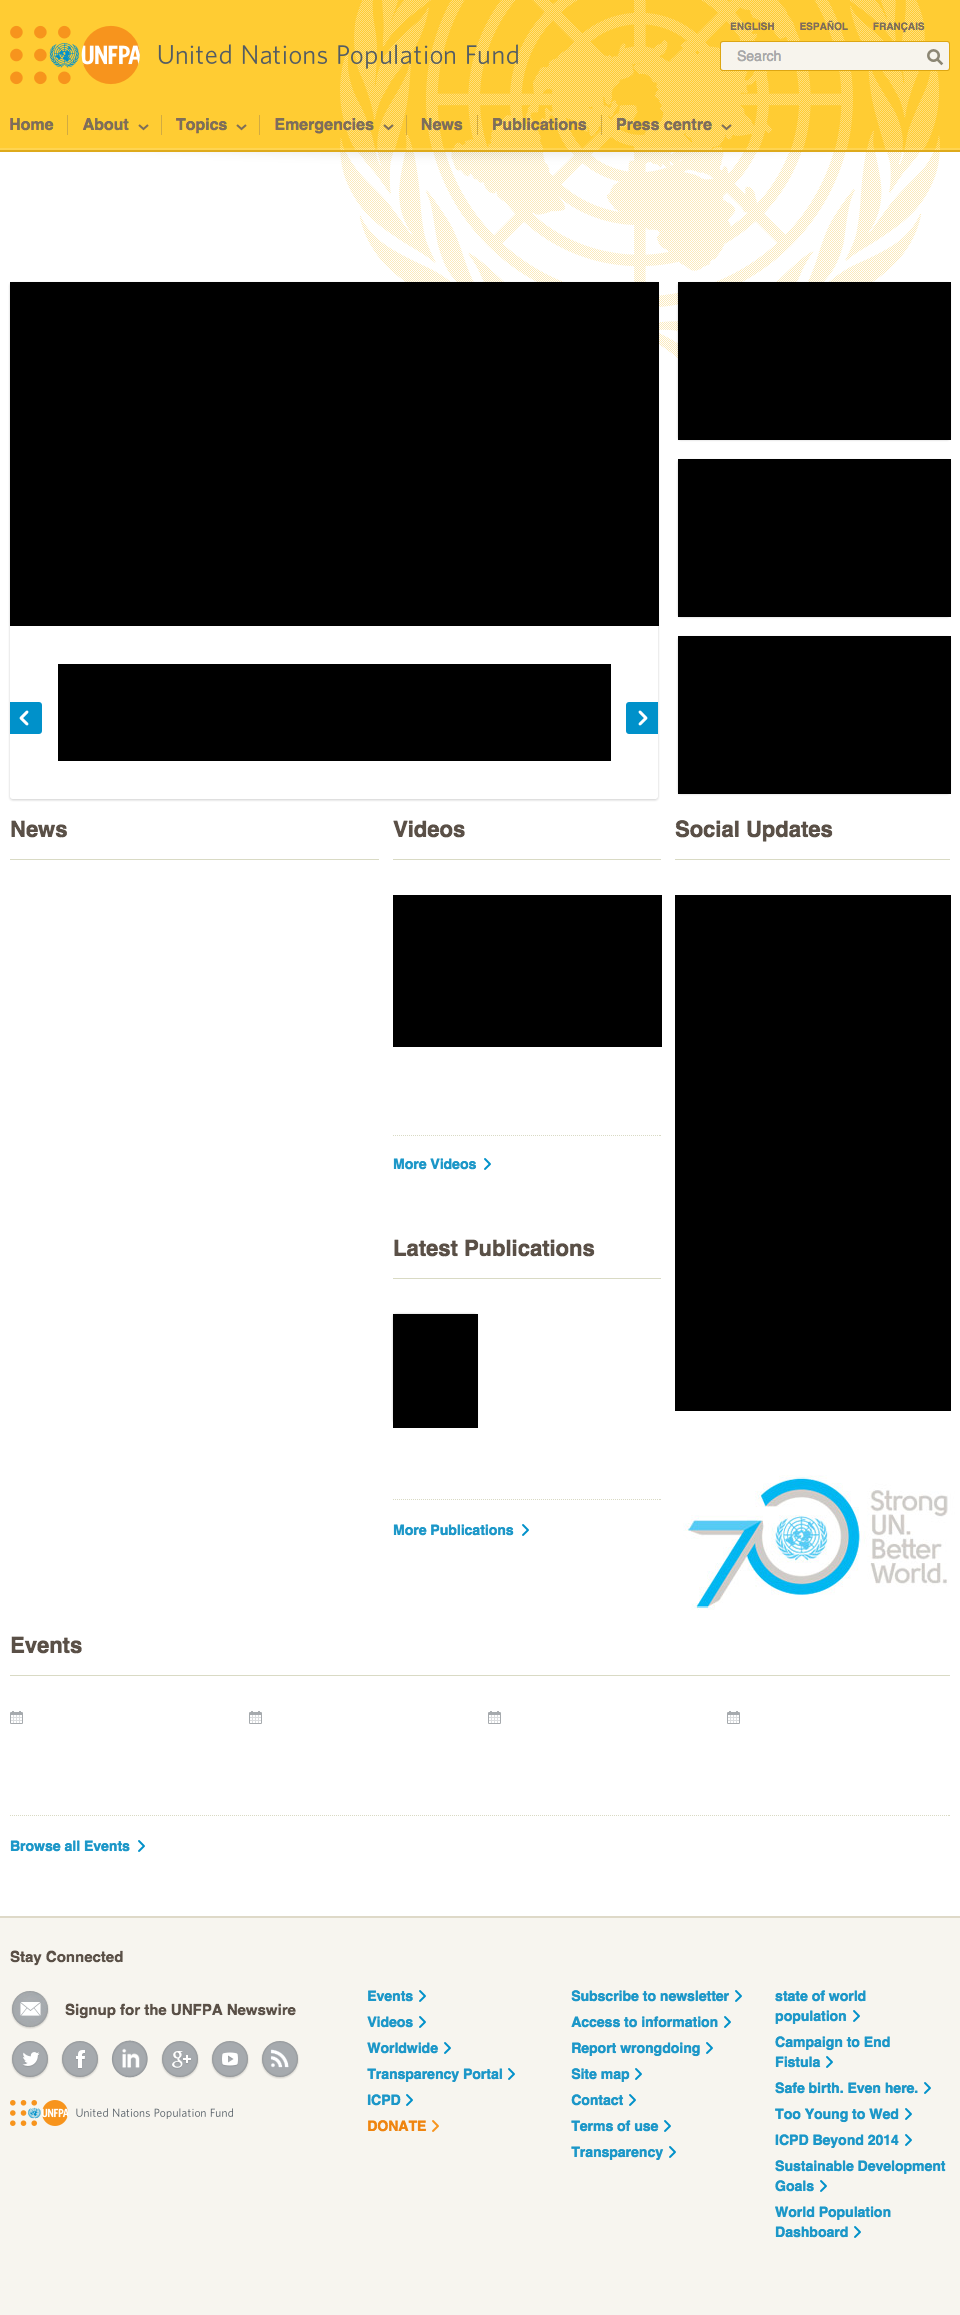 ENGLISH ESPAÑOL FRANÇAIS
UNFPA United Nations Population Fund
Search
Home About Topics Emergencies News Publications Press centre
News
Videos
Social Updates
More Videos
Latest Publications
More Publications
70
Strong
UN.
Better
World.
Events
Browse all Events
Stay Connected
Signup for the UNFPA Newswire
UNFPA United Nations Population Fund
Events
Videos
Worldwide
Transparency Portal
ICPD
DONATE
Subscribe to newsletter
Access to information
Report wrongdoing
Site map
Contact
Terms of use
Transparency
state of world
population
Campaign to End
Fistula
Safe birth. Even here.
Too Young to Wed
ICPD Beyond 2014
Sustainable Development
Goals
World Population
Dashboard